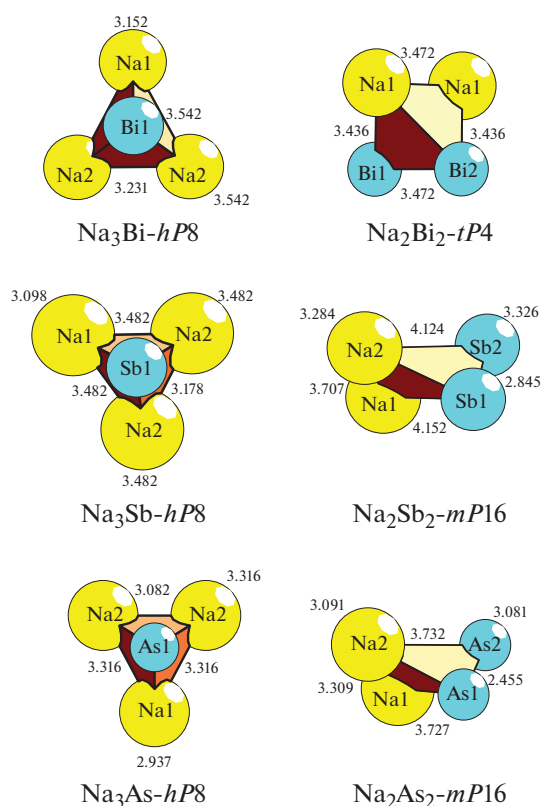 3.152
3.472
Na1
Na1
Na1
3.542
Bi1
3.436
3.436
Na2
Na2
Bi1
Bi2
3.231
3.542
3.472
Na₃Bi-hP8
Na₂Bi₂-tP4
3.098
3.482
3.482
3.284
4.124
3.326
Na1
Na2
Na2
Sb2
Sb1
3.482
3.178
3.707
2.845
Na2
Na1
Sb1
3.482
4.152
Na₃Sb-hP8
Na₂Sb₂-mP16
3.082
3.316
3.091
3.732
3.081
Na2
Na2
Na2
As2
As1
3.316
3.316
3.309
2.455
Na1
Na1
As1
2.937
3.727
Na₃As-hP8
Na₂As₂-mP16